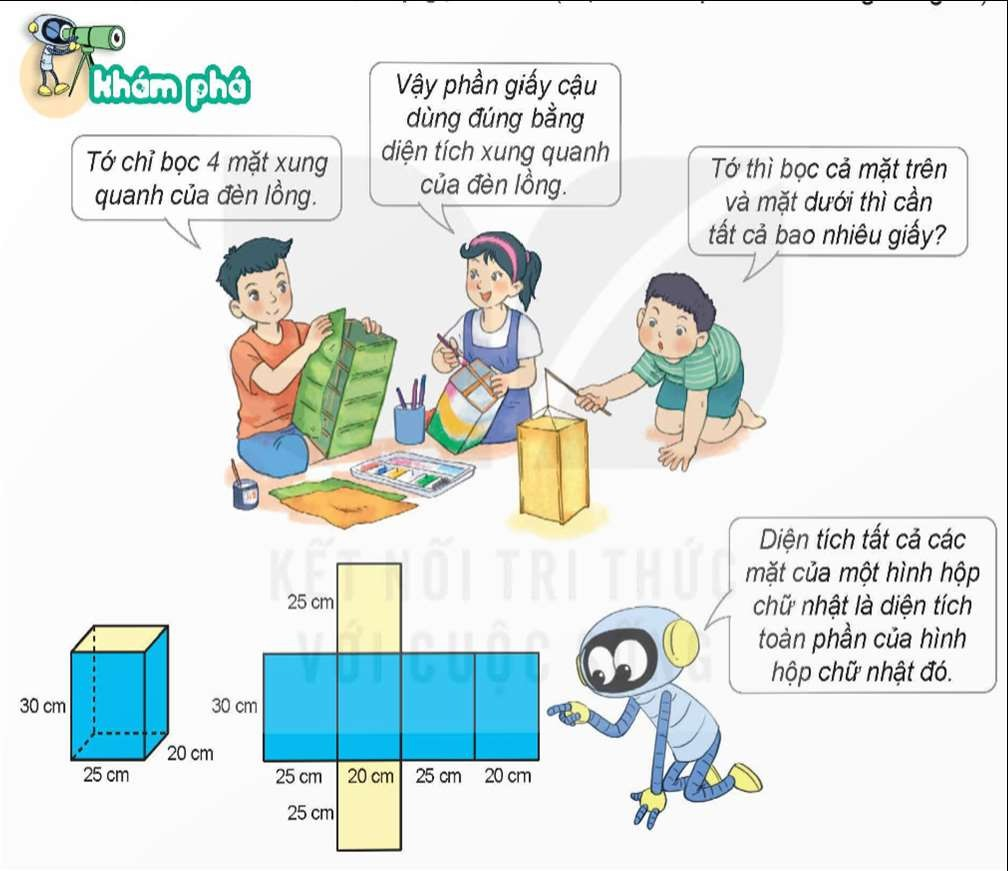 khám phá
Tớ chỉ bọc 4 mặt xung
quanh của đèn lồng.
Vậy phần giấy cậu
dùng đúng bằng
diện tích xung quanh
của đèn lồng.
Tớ thì bọc cả mặt trên
và mặt dưới thì cần
tất cả bao nhiêu giấy?
KẾT NỐI TRI THỨC
VỚI CUỘC SỐNG
Diện tích tất cả các
mặt của một hình hộp
chữ nhật là diện tích
toàn phần của hình
hộp chữ nhật đó.
30 cm
25 cm
20 cm
25 cm
30 cm
25 cm
20 cm
25 cm
20 cm
25 cm